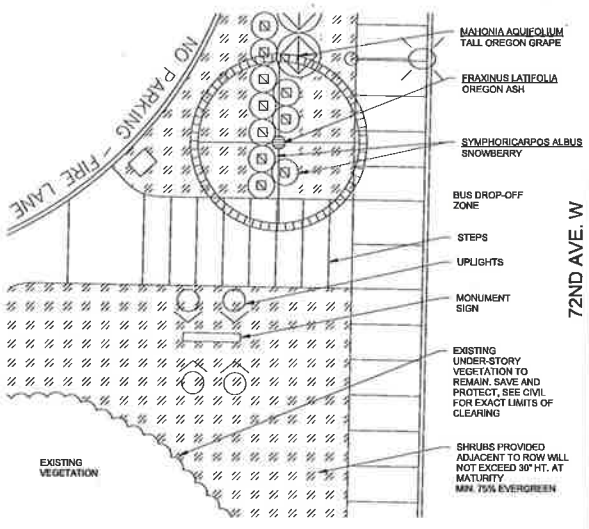 MAHONIA AQUIFOLIUM
TALL OREGON GRAPE
NO PARKING - FIRE LANE
FRAXINUS LATIFOLIA
OREGON ASH
SYMPHORICARPOS ALBUS
SNOWBERRY
BUS DROP-OFF
ZONE
72ND AVE. W
STEPS
UPLIGHTS
MONUMENT
SIGN
EXISTING
UNDER-STORY
VEGETATION TO
REMAIN. SAVE AND
PROTECT, SEE CIVIL
FOR EXACT LIMITS OF
CLEARING
SHRUBS PROVIDED
ADJACENT TO ROW WILL
NOT EXCEED 30" HT. AT
MATURITY
MIN. 75% EVERGREEN
EXISTING
VEGETATION